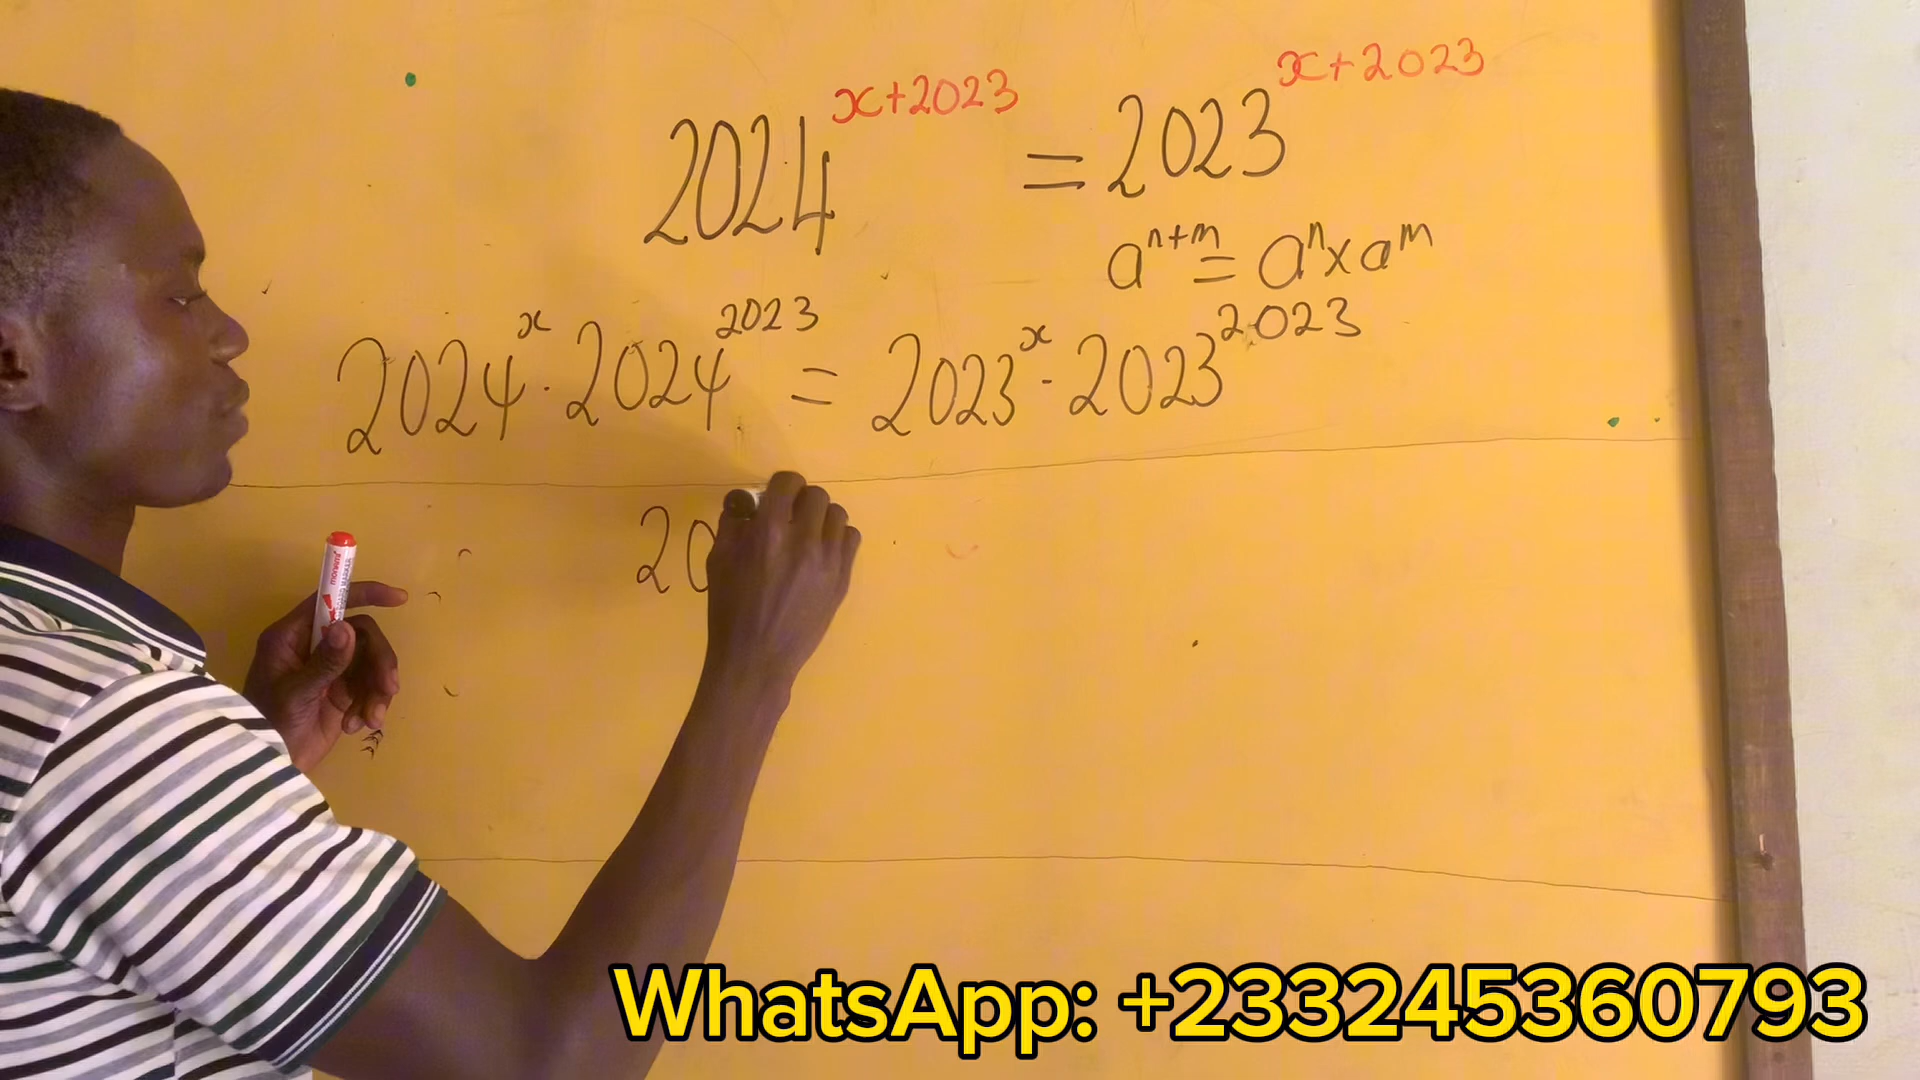 2024^{x+2023} = 2023^{x+2023}
a^{n+m} = a^n × a^m
2024^x · 2024^{2023} = 2023^x · 2023^{2023}
20
WhatsApp: +233245360793